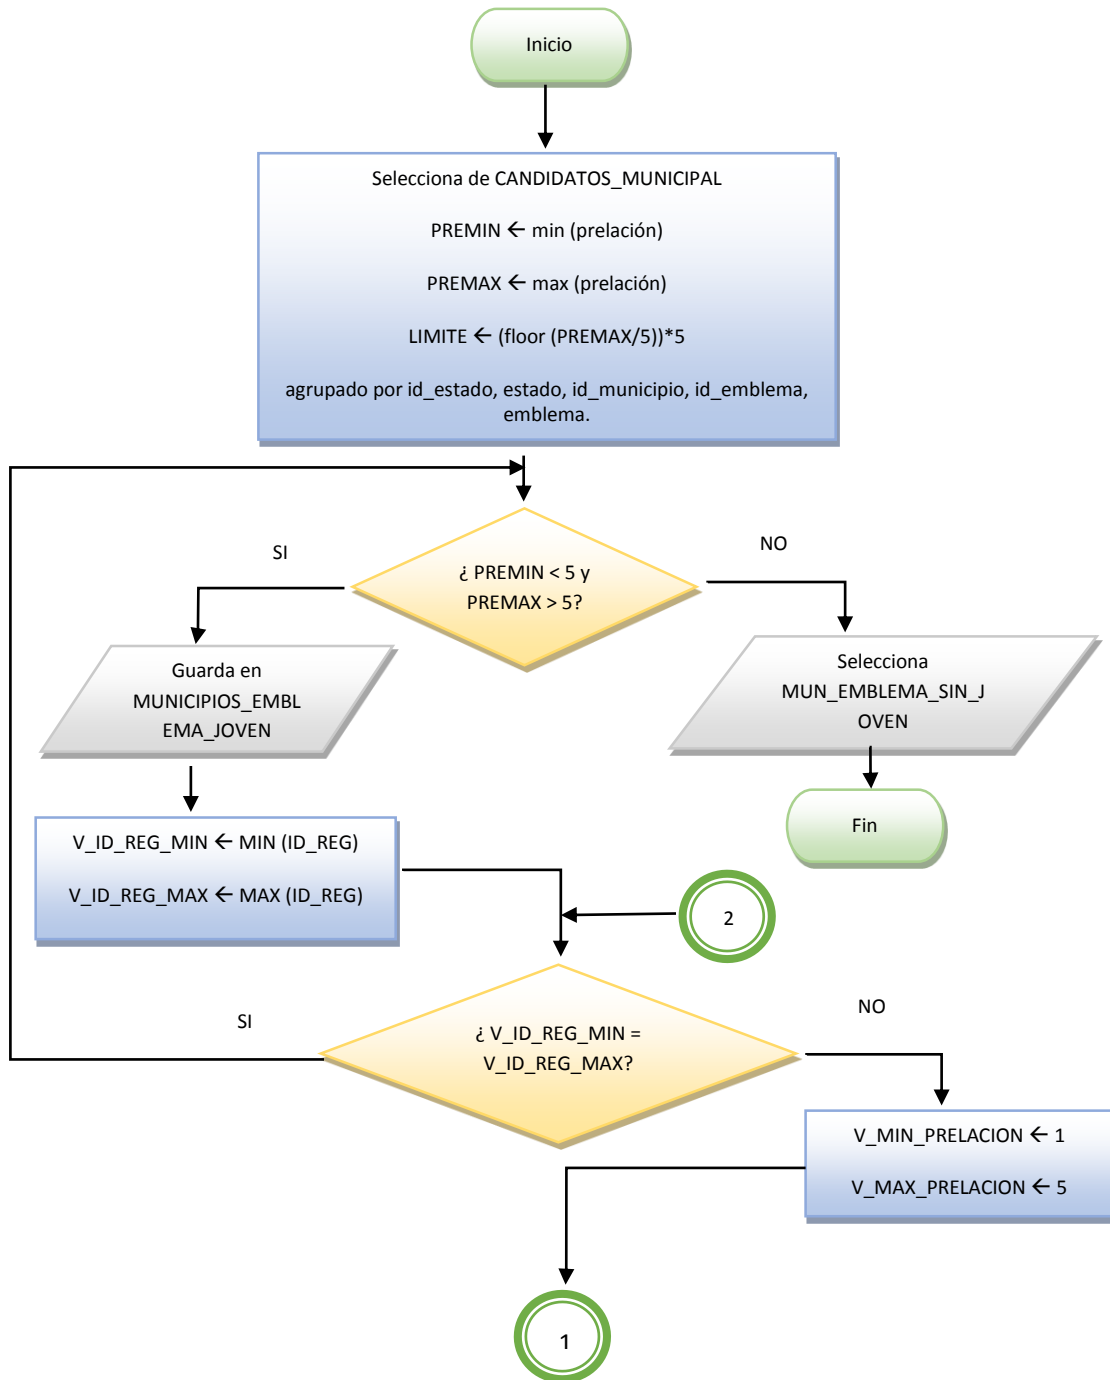 Inicio
Selecciona de CANDIDATOS_MUNICIPAL
PREMIN ← min (prelación)
PREMAX ← max (prelación)
LIMITE ← (floor (PREMAX/5))*5
agrupado por id_estado, estado, id_municipio, id_emblema,
emblema.
SI
NO
¿ PREMIN < 5 y
PREMAX > 5?
Guarda en
MUNICIPIOS_EMBL
EMA_JOVEN
Selecciona
MUN_EMBLEMA_SIN_J
OVEN
Fin
V_ID_REG_MIN ← MIN (ID_REG)
V_ID_REG_MAX ← MAX (ID_REG)
2
SI
NO
¿ V_ID_REG_MIN =
V_ID_REG_MAX?
V_MIN_PRELACION ← 1
V_MAX_PRELACION ← 5
1